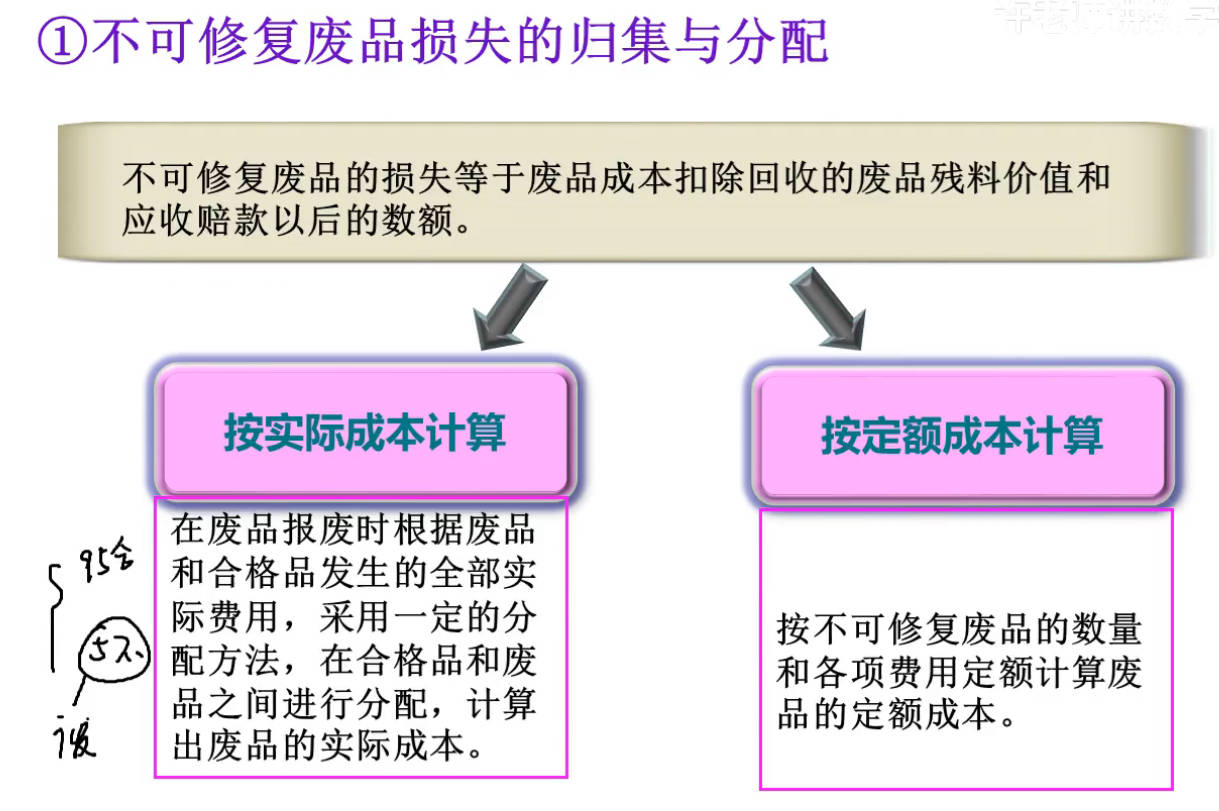 ①不可修复废品损失的归集与分配
不可修复废品的损失等于废品成本扣除回收的废品残料价值和
应收赔款以后的数额。
按实际成本计算
按定额成本计算
在废品报废时根据废品
和合格品发生的全部实
际费用，采用一定的分
配方法，在合格品和废
品之间进行分配，计算
出废品的实际成本。
95合
5不
按不可修复废品的数量
和各项费用定额计算废
品的定额成本。